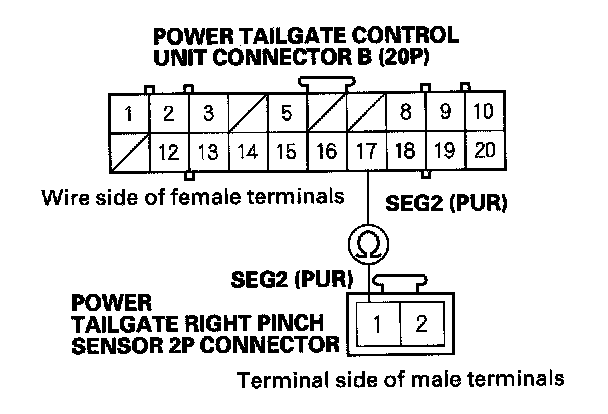 POWER TAILGATE CONTROL
UNIT CONNECTOR B (20P)
1 2 3 5 8 9 10
12 13 14 15 16 17 18 19 20
Wire side of female terminals
SEG2 (PUR)
Ω
SEG2 (PUR)
POWER
TAILGATE RIGHT PINCH
SENSOR 2P CONNECTOR
1 2
Terminal side of male terminals